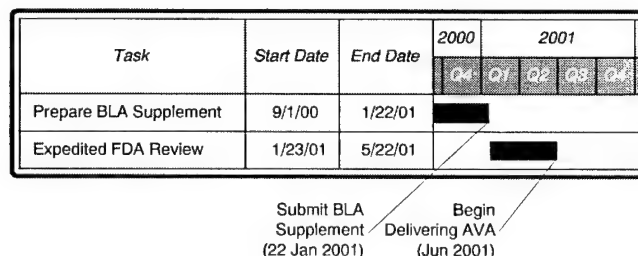 Task Start Date End Date 2000 2001
Q4 Q1 Q2 Q3 Q4
Prepare BLA Supplement 9/1/00 1/22/01
Expedited FDA Review 1/23/01 5/22/01
Submit BLA
Supplement
(22 Jan 2001)
Begin
Delivering AVA
(Jun 2001)